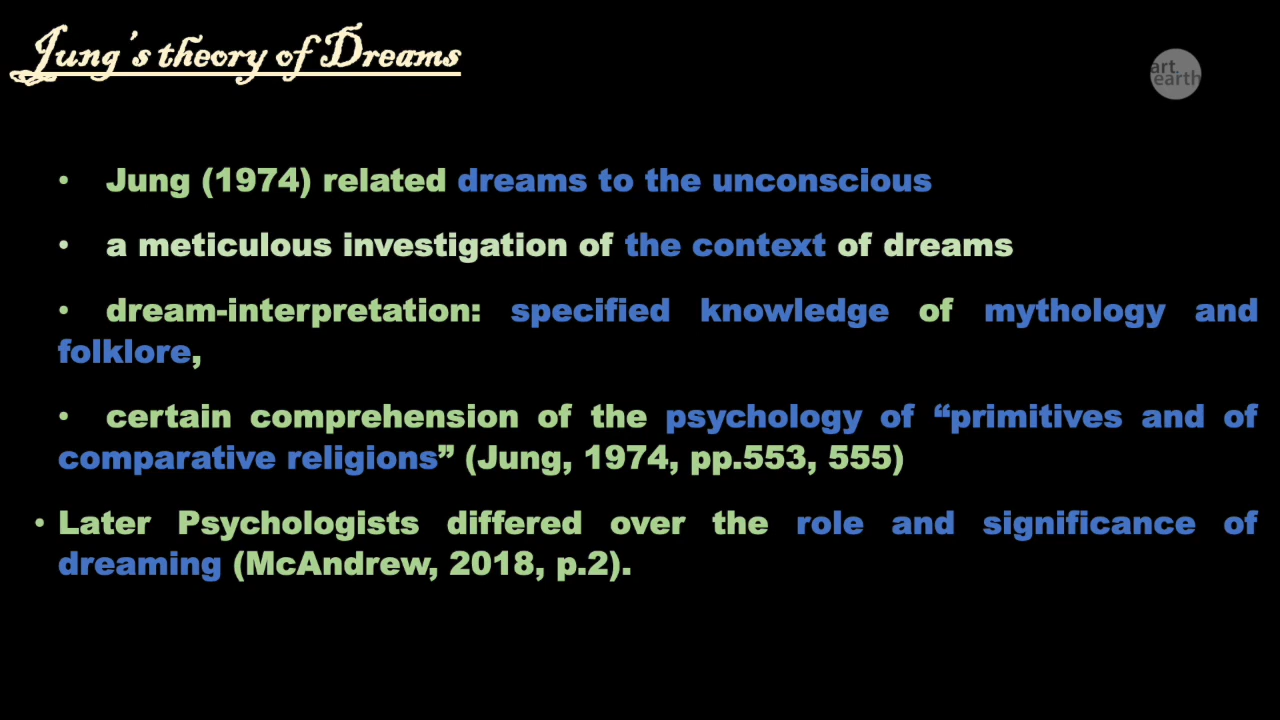 Jung's theory of Dreams
art
earth
• Jung (1974) related dreams to the unconscious
• a meticulous investigation of the context of dreams
• dream-interpretation: specified knowledge of mythology and
folklore,
• certain comprehension of the psychology of “primitives and of
comparative religions” (Jung, 1974, pp.553, 555)
• Later Psychologists differed over the role and significance of
dreaming (McAndrew, 2018, p.2).